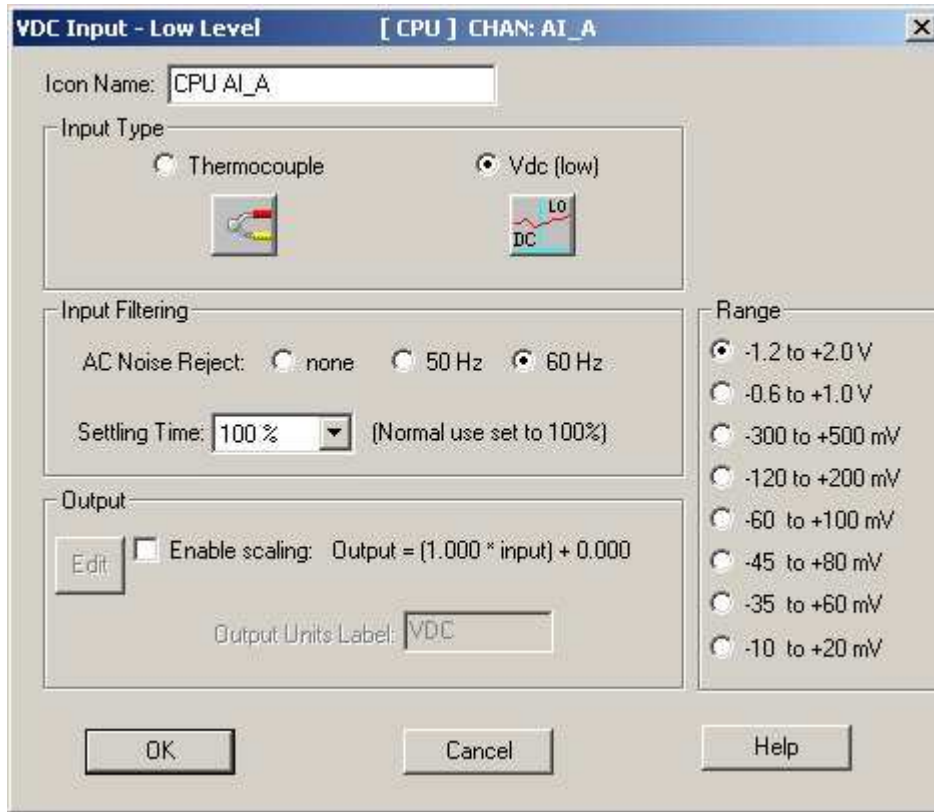 VDC Input - Low Level [ CPU ] CHAN: AI_A
Icon Name: CPU AI_A
Input Type
Thermocouple Vdc (low)
LO
DC
Input Filtering
AC Noise Reject: none 50 Hz 60 Hz
Settling Time: 100 % (Normal use set to 100%)
Output
Edit Enable scaling: Output = (1.000 * input) + 0.000
Output Units Label: VDC
Range
-1.2 to +2.0 V
-0.6 to +1.0 V
-300 to +500 mV
-120 to +200 mV
-60 to +100 mV
-45 to +80 mV
-35 to +60 mV
-10 to +20 mV
OK Cancel Help